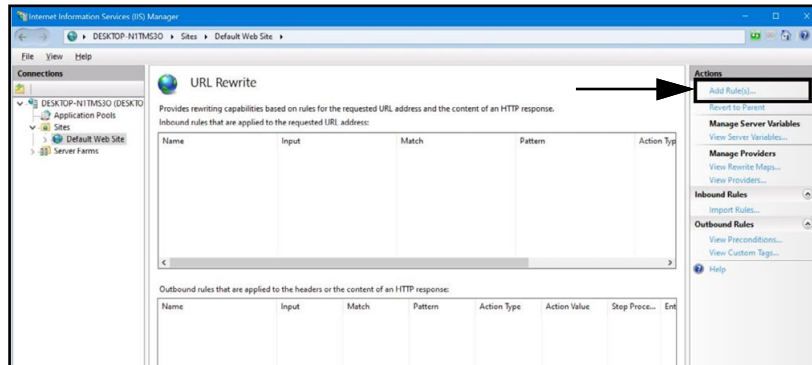 Internet Information Services (IIS) Manager
DESKTOP-N1TMS3O Sites Default Web Site
File View Help
Connections
DESKTOP-N1TMS3O (DESKTO
Application Pools
Sites
Default Web Site
Server Farms
URL Rewrite
Provides rewriting capabilities based on rules for the requested URL address and the content of an HTTP response.
Inbound rules that are applied to the requested URL address:
Name Input Match Pattern Action Typ
Outbound rules that are applied to the headers or the content of an HTTP response:
Name Input Match Pattern Action Type Action Value Stop Proce... Ent
Actions
Add Rule(s)...
Revert to Parent
Manage Server Variables
View Server Variables...
Manage Providers
View Rewrite Maps...
View Providers...
Inbound Rules
Import Rules...
Outbound Rules
View Preconditions...
View Custom Tags...
Help